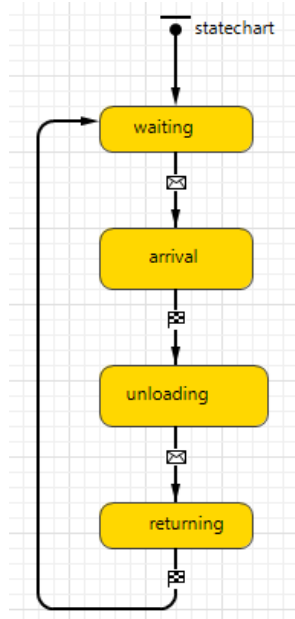 statechart
waiting
arrival
unloading
returning